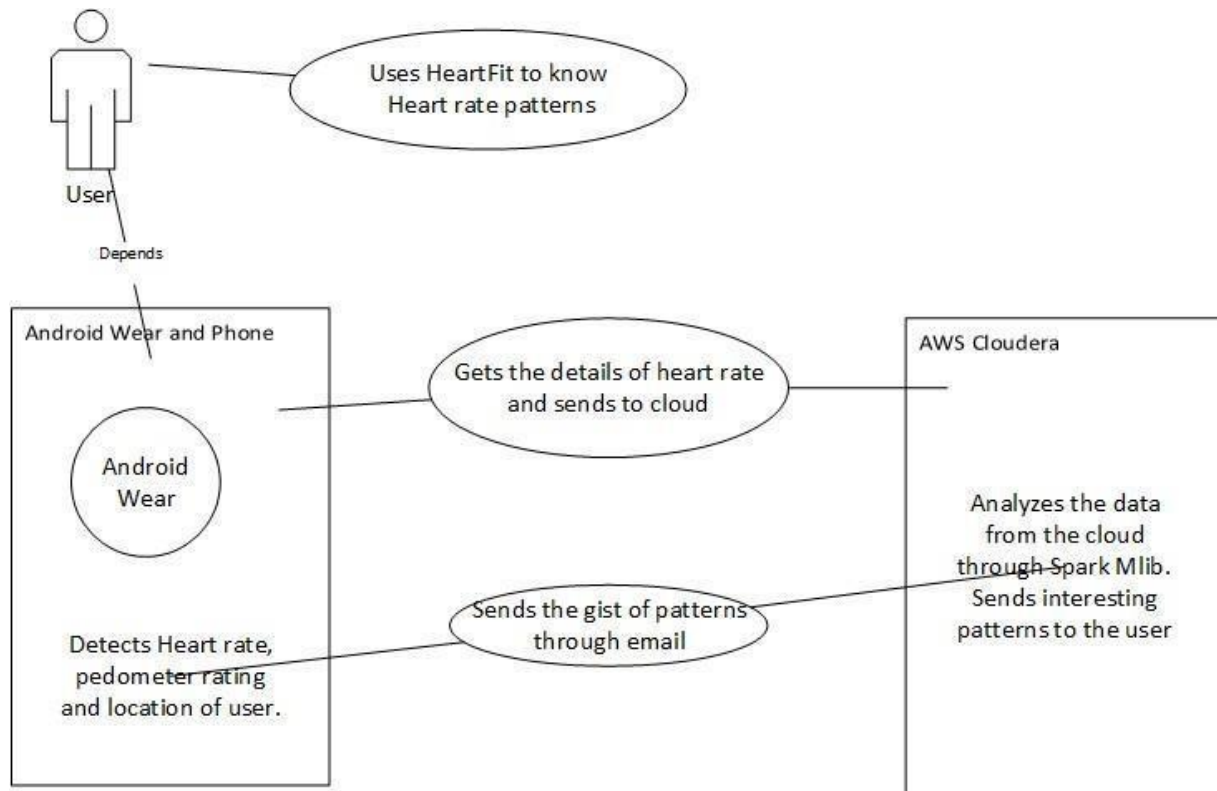 Uses HeartFit to know
Heart rate patterns
User
Depends
Android Wear and Phone
Android
Wear
Detects Heart rate,
pedometer rating
and location of user.
Gets the details of heart rate
and sends to cloud
Sends the gist of patterns
through email
AWS Cloudera
Analyzes the data
from the cloud
through Spark Mlib.
Sends interesting
patterns to the user